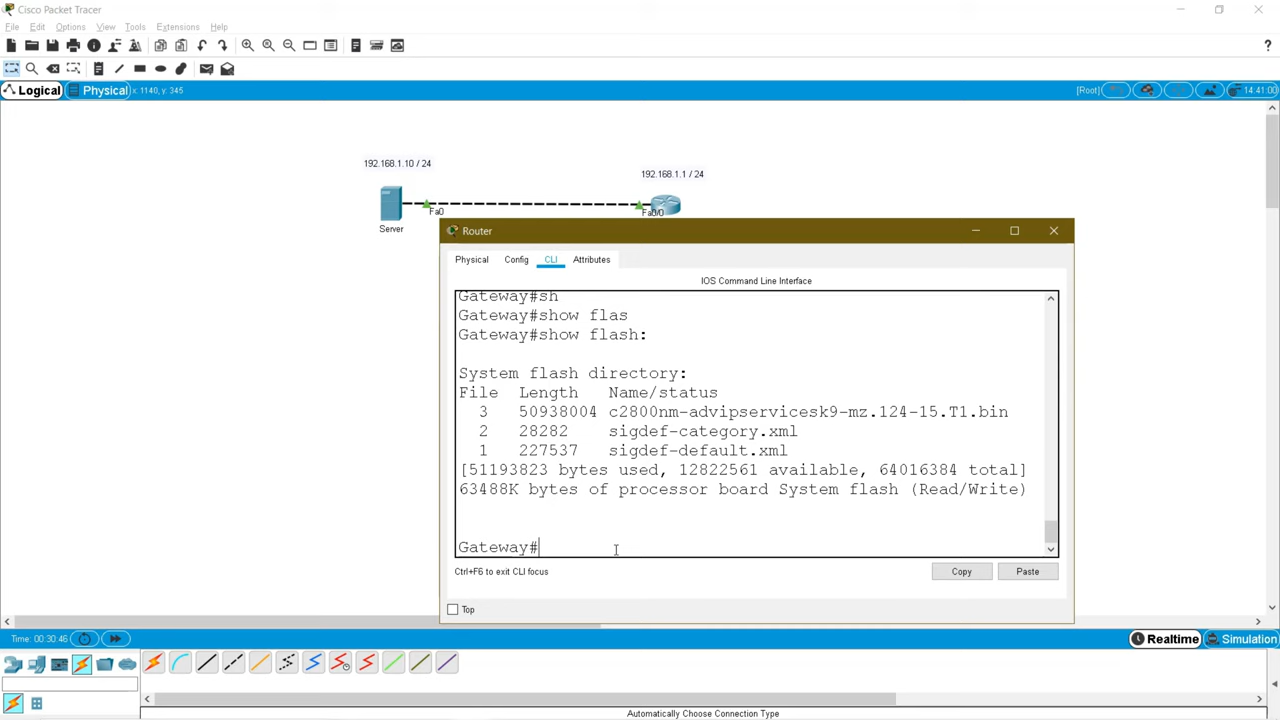 Cisco Packet Tracer
File Edit Options View Tools Extensions Help
?
Logical Physical x: 1140, y: 345 [Root] 14:41:00
192.168.1.10 / 24
192.168.1.1 / 24
Fa0
Fa0/0
Server
Router
Physical Config CLI Attributes
IOS Command Line Interface
Gateway#sh
Gateway#show flas
Gateway#show flash:
System flash directory:
File Length Name/status
3 50938004 c2800nm-advipservicesk9-mz.124-15.T1.bin
2 28282 sigdef-category.xml
1 227537 sigdef-default.xml
[51193823 bytes used, 12822561 available, 64016384 total]
63488K bytes of processor board System flash (Read/Write)
Gateway#
Ctrl+F6 to exit CLI focus
Copy Paste
Top
Time: 00:30:46 Realtime Simulation
Automatically Choose Connection Type